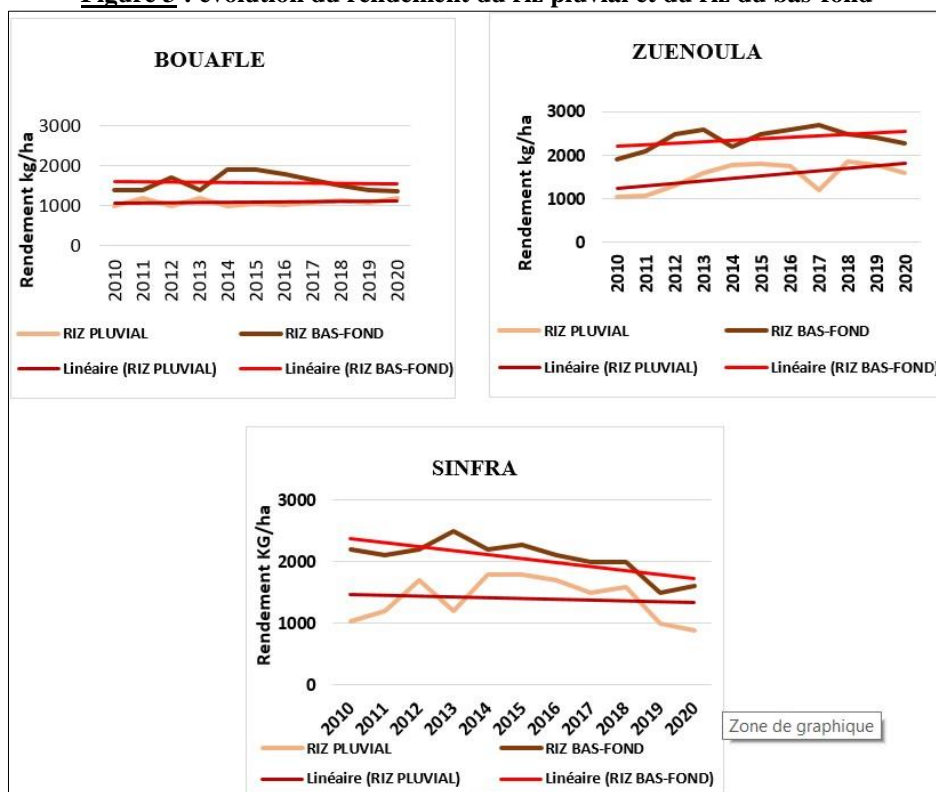 Figure 5 : évolution du rendement du riz pluvial et du riz du bas-fond
BOUAFLE
Rendement kg/ha
3000
2000
1000
0
2010 2011 2012 2013 2014 2015 2016 2017 2018 2019 2020
RIZ PLUVIAL RIZ BAS-FOND
Linéaire (RIZ PLUVIAL) Linéaire (RIZ BAS-FOND)
ZUENOULA
Rendement kg/ha
3000
2000
1000
0
2010 2011 2012 2013 2014 2015 2016 2017 2018 2019 2020
RIZ PLUVIAL RIZ BAS-FOND
Linéaire (RIZ PLUVIAL) Linéaire (RIZ BAS-FOND)
SINFRA
Rendement KG/ha
3000
2000
1000
0
2010 2011 2012 2013 2014 2015 2016 2017 2018 2019 2020
Zone de graphique
RIZ PLUVIAL RIZ BAS-FOND
Linéaire (RIZ PLUVIAL) Linéaire (RIZ BAS-FOND)